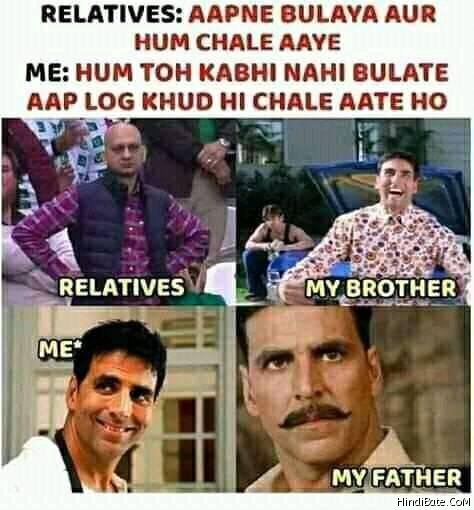 RELATIVES: AAPNE BULAYA AUR
HUM CHALE AAYE
ME: HUM TOH KABHI NAHI BULATE
AAP LOG KHUD HI CHALE AATE HO
RELATIVES
MY BROTHER
ME*
MY FATHER
HindiBate.CoM